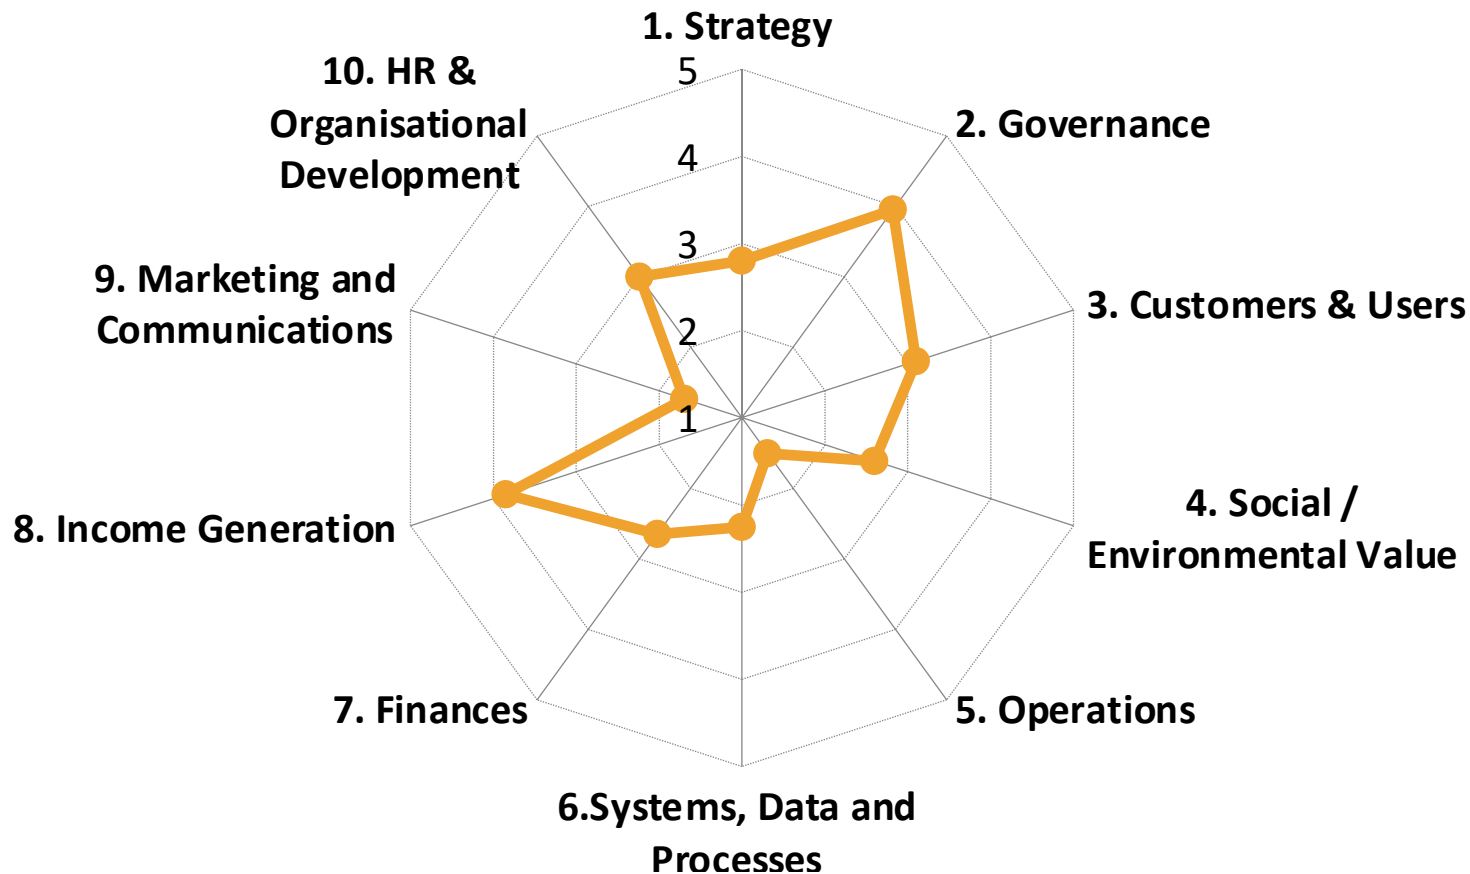 1. Strategy
2. Governance
3. Customers & Users
4. Social /
Environmental Value
5. Operations
6.Systems, Data and
Processes
7. Finances
8. Income Generation
9. Marketing and
Communications
10. HR &
Organisational
Development
5
4
3
2
1